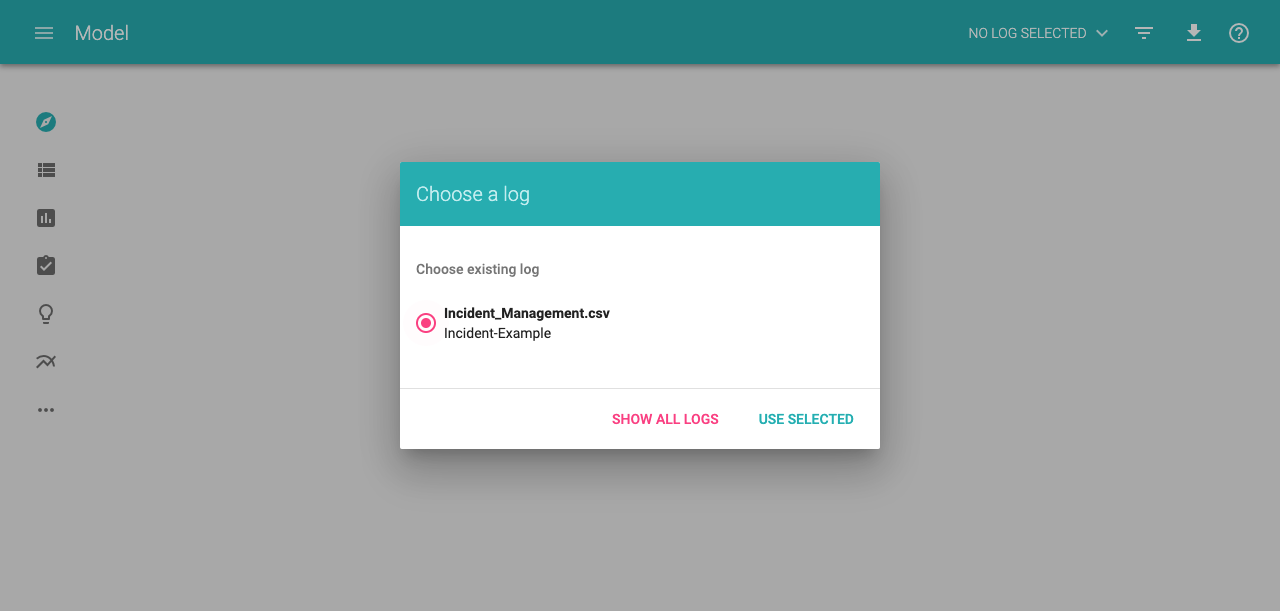 Model
NO LOG SELECTED
Choose a log
Choose existing log
Incident_Management.csv
Incident-Example
SHOW ALL LOGS
USE SELECTED